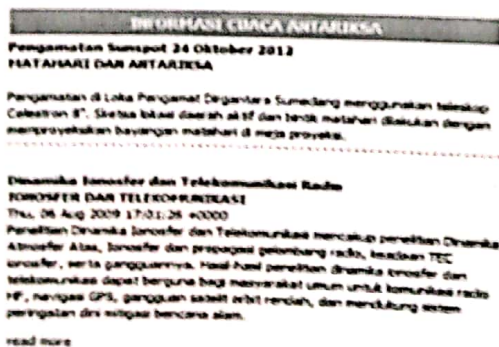 INFORMASI CUACA ANTARIKSA
Pengamatan Sunspot 24 Oktober 2012
MATAHARI DAN ANTARIKSA
Pengamatan di Loka Pengamat Dirgantara Sumedang menggunakan teleskop
Celestron 8". Sketsa lokasi daerah aktif dan bintik matahari dilakukan dengan
memproyeksikan bayangan matahari di meja proyeksi.
Dinamika Ionosfer dan Telekomunikasi Radio
IONOSFER DAN TELEKOMUNIKASI
Thu, 06 Aug 2009 17:01:26 +0000
Penelitian Dinamika Ionosfer dan Telekomunikasi mencakup penelitian Dinamika
Atmosfer Atas, Ionosfer dan propagasi gelombang radio, keadaan TEC
ionosfer, serta gangguannya. Hasil-hasil penelitian dinamika ionosfer dan
telekomunikasi dapat berguna bagi masyarakat umum untuk komunikasi radio
HF, navigasi GPS, gangguan satelit orbit rendah, dan mendukung sistem
peringatan dini mitigasi bencana alam.
read more